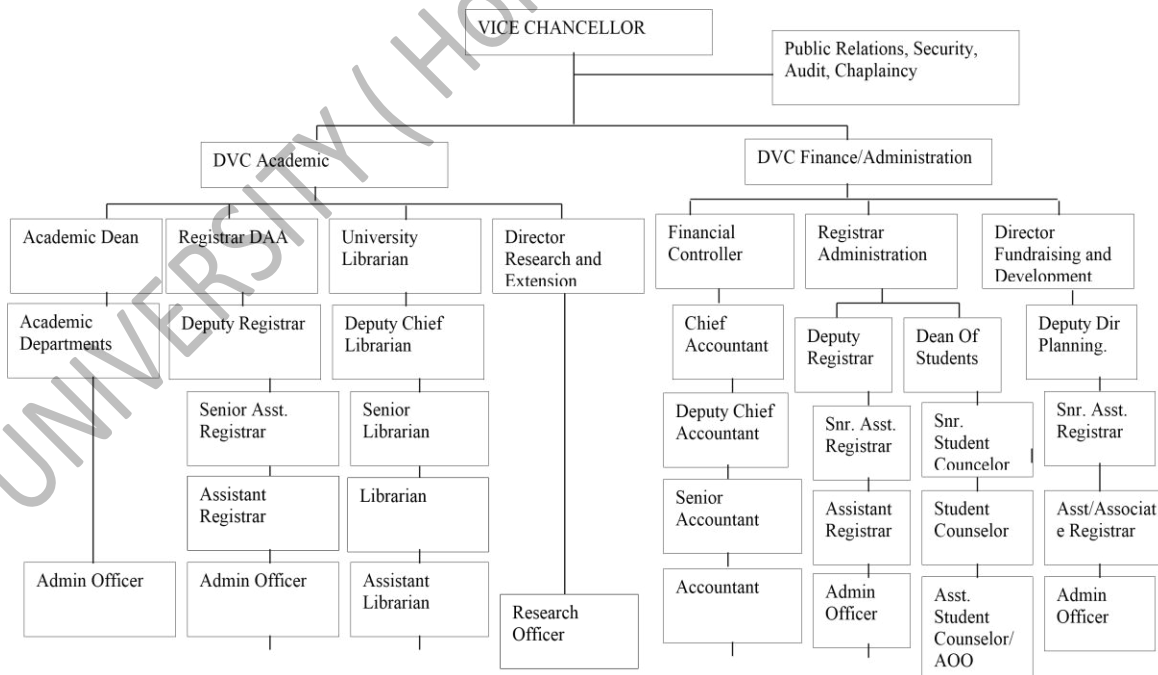 VICE CHANCELLOR
Public Relations, Security,
Audit, Chaplaincy
DVC Academic
DVC Finance/Administration
Academic Dean
Registrar DAA
University
Librarian
Director
Research and
Extension
Financial
Controller
Registrar
Administration
Director
Fundraising and
Development
Academic
Departments
Deputy Registrar
Deputy Chief
Librarian
Chief
Accountant
Deputy
Registrar
Dean Of
Students
Deputy Dir
Planning.
Senior Asst.
Registrar
Senior
Librarian
Deputy Chief
Accountant
Snr. Asst.
Registrar
Snr.
Student
Councelor
Snr. Asst.
Registrar
Assistant
Registrar
Librarian
Senior
Accountant
Assistant
Registrar
Student
Counselor
Asst/Associat
e Registrar
Admin Officer
Admin Officer
Assistant
Librarian
Research
Officer
Accountant
Admin
Officer
Asst.
Student
Counselor/
AOO
Admin
Officer
UNIVERSITY (